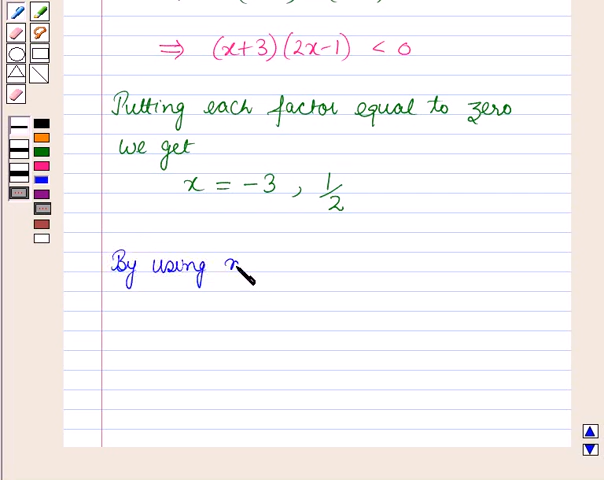 ⇒ (x+3)(2x-1) < 0
Putting each factor equal to zero
we get
x = -3 , 1/2
By using